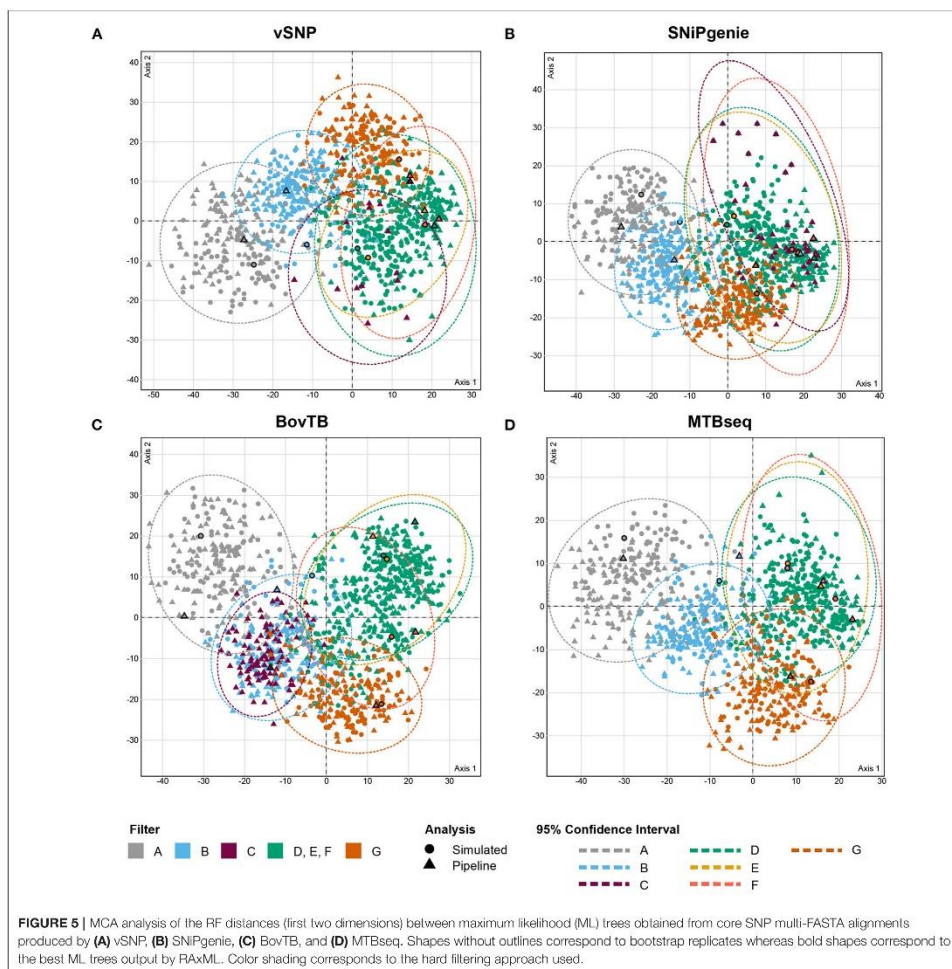 A
vSNP
Axis 2
40
30
20
10
0
-10
-20
-30
-40
-50 -40 -30 -20 -10 0 10 20 30
Axis 1
B
SNiPgenie
Axis 2
40
30
20
10
0
-10
-20
-30
-40 -30 -20 -10 0 10 20 30 40
Axis 1
C
BovTB
Axis 2
40
30
20
10
0
-10
-20
-30
-40 -30 -20 -10 0 10 20 30
Axis 1
D
MTBseq
Axis 2
30
20
10
0
-10
-20
-30
-40 -30 -20 -10 0 10 20 30
Axis 1
Filter
A B C D, E, F G
Analysis
Simulated
Pipeline
95% Confidence Interval
A D G
B E
C F
FIGURE 5 | MCA analysis of the RF distances (first two dimensions) between maximum likelihood (ML) trees obtained from core SNP multi-FASTA alignments
produced by (A) vSNP, (B) SNiPgenie, (C) BovTB, and (D) MTBseq. Shapes without outlines correspond to bootstrap replicates whereas bold shapes correspond to
the best ML trees output by RAxML. Color shading corresponds to the hard filtering approach used.